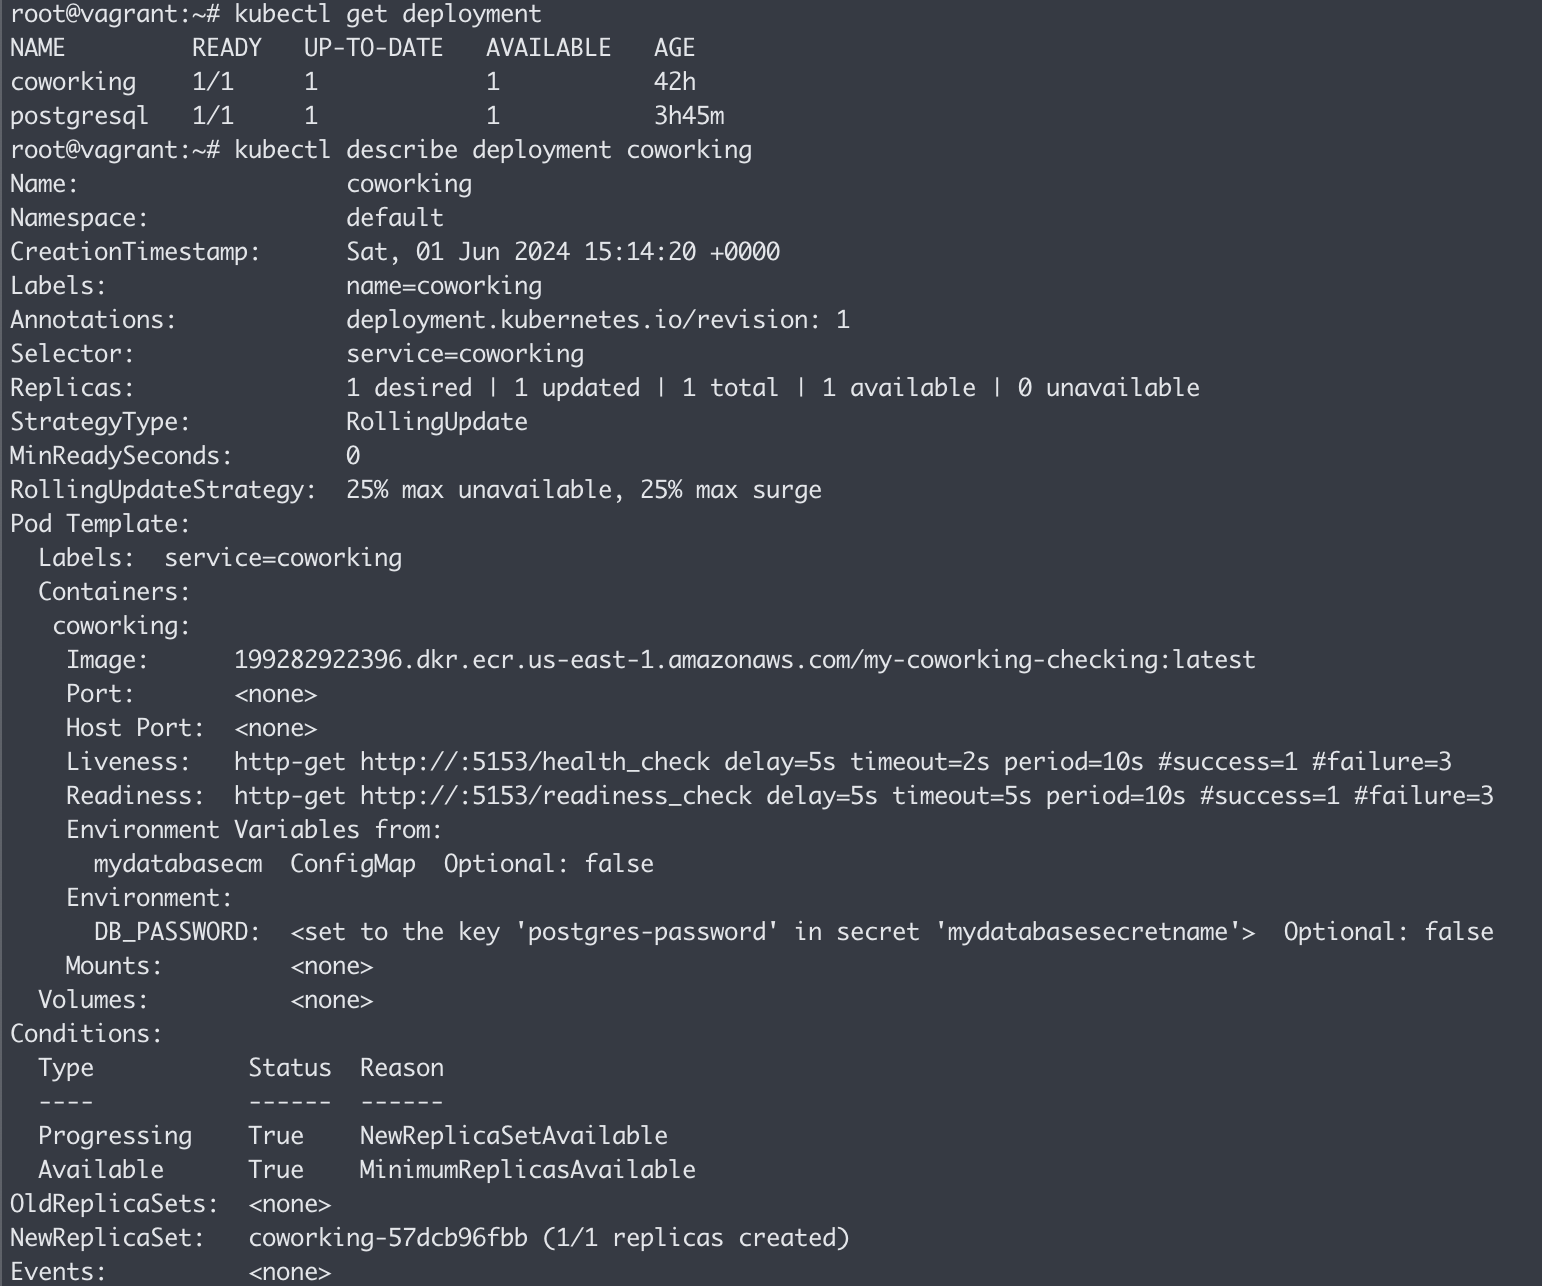 root@vagrant:~# kubectl get deployment
NAME         READY   UP-TO-DATE   AVAILABLE   AGE
coworking    1/1     1            1           42h
postgresql   1/1     1            1           3h45m
root@vagrant:~# kubectl describe deployment coworking
Name:                   coworking
Namespace:              default
CreationTimestamp:      Sat, 01 Jun 2024 15:14:20 +0000
Labels:                 name=coworking
Annotations:            deployment.kubernetes.io/revision: 1
Selector:               service=coworking
Replicas:               1 desired | 1 updated | 1 total | 1 available | 0 unavailable
StrategyType:           RollingUpdate
MinReadySeconds:        0
RollingUpdateStrategy:  25% max unavailable, 25% max surge
Pod Template:
  Labels:  service=coworking
  Containers:
   coworking:
    Image:      199282922396.dkr.ecr.us-east-1.amazonaws.com/my-coworking-checking:latest
    Port:       <none>
    Host Port:  <none>
    Liveness:   http-get http://:5153/health_check delay=5s timeout=2s period=10s #success=1 #failure=3
    Readiness:  http-get http://:5153/readiness_check delay=5s timeout=5s period=10s #success=1 #failure=3
    Environment Variables from:
      mydatabasecm  ConfigMap  Optional: false
    Environment:
      DB_PASSWORD:  <set to the key 'postgres-password' in secret 'mydatabasesecretname'>  Optional: false
    Mounts:         <none>
  Volumes:          <none>
Conditions:
  Type           Status  Reason
  ----           ------  ------
  Progressing    True    NewReplicaSetAvailable
  Available      True    MinimumReplicasAvailable
OldReplicaSets:  <none>
NewReplicaSet:   coworking-57dcb96fbb (1/1 replicas created)
Events:          <none>